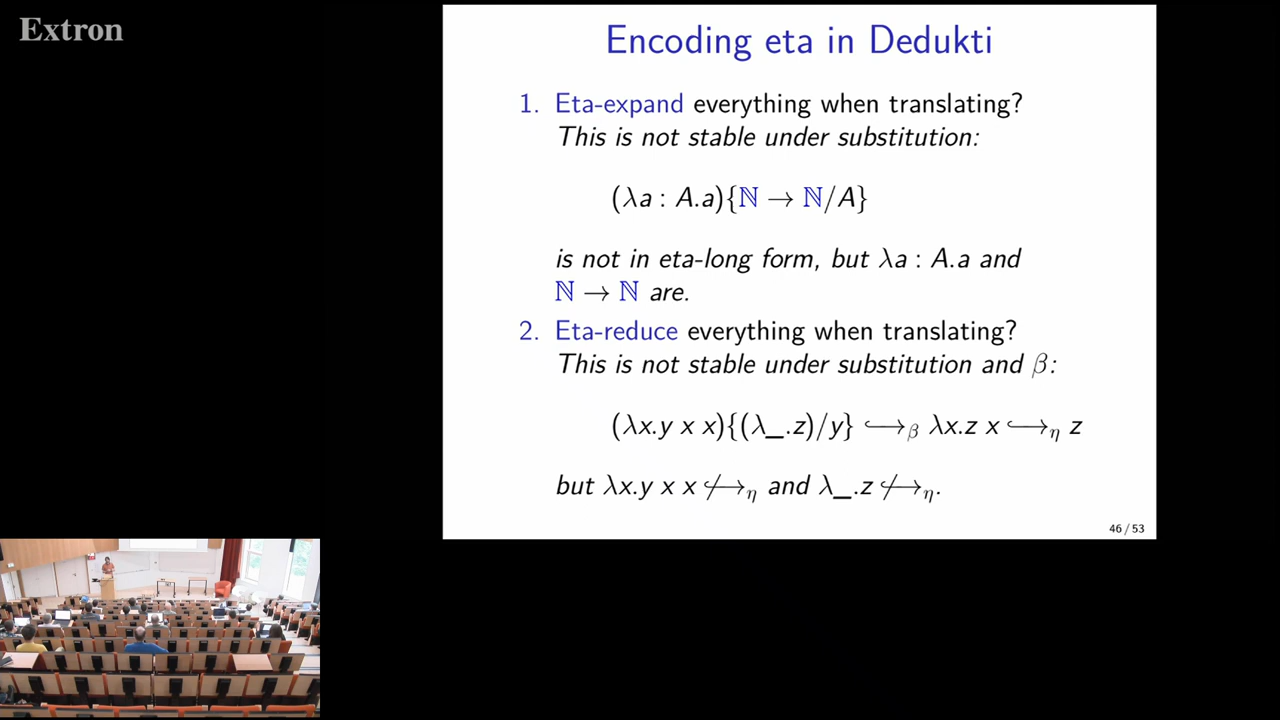 Extron
Encoding eta in Dedukti
1. Eta-expand everything when translating?
This is not stable under substitution:
(λa : A.a){ℕ → ℕ/A}
is not in eta-long form, but λa : A.a and
ℕ → ℕ are.
2. Eta-reduce everything when translating?
This is not stable under substitution and β:
(λx.y x x){(λ_.z)/y} ↪β λx.z x ↪η z
but λx.y x x ↪̸η and λ_.z ↪̸η.
46 / 53